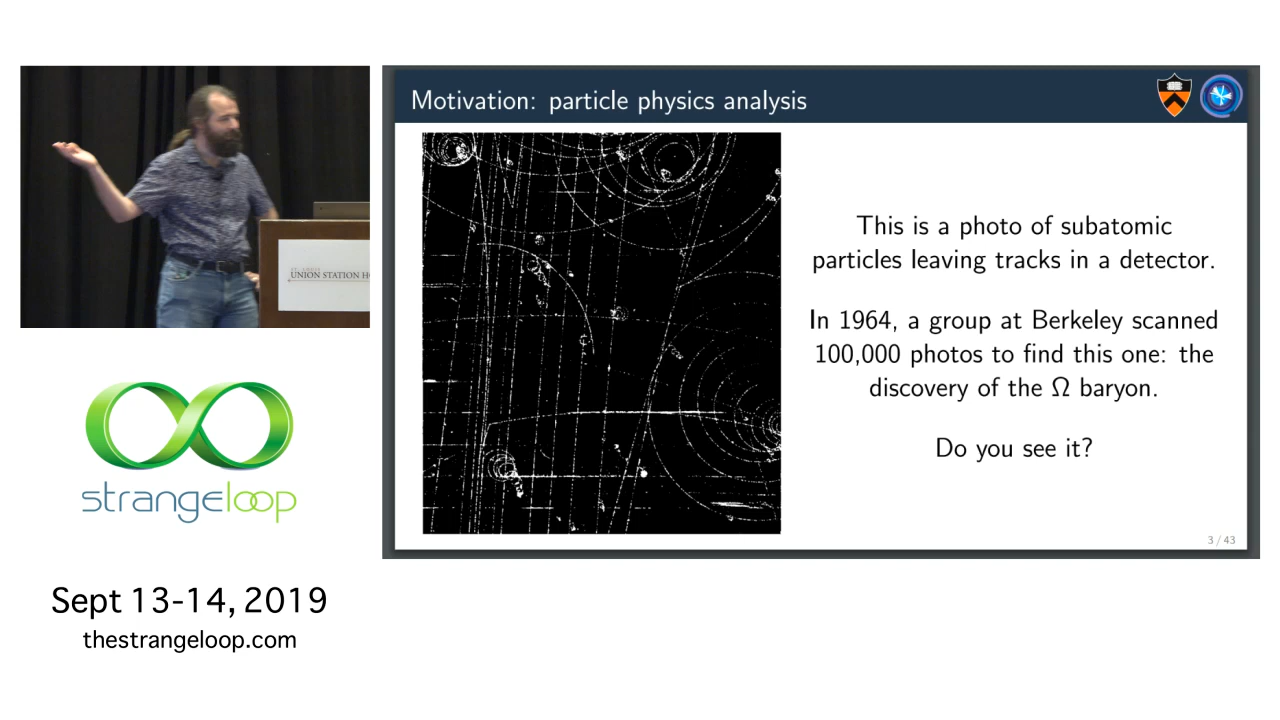 Motivation: particle physics analysis
This is a photo of subatomic
particles leaving tracks in a detector.
In 1964, a group at Berkeley scanned
100,000 photos to find this one: the
discovery of the Ω baryon.
Do you see it?
3 / 43
ST. LOUIS
UNION STATION H
strangeloop
Sept 13-14, 2019
thestrangeloop.com